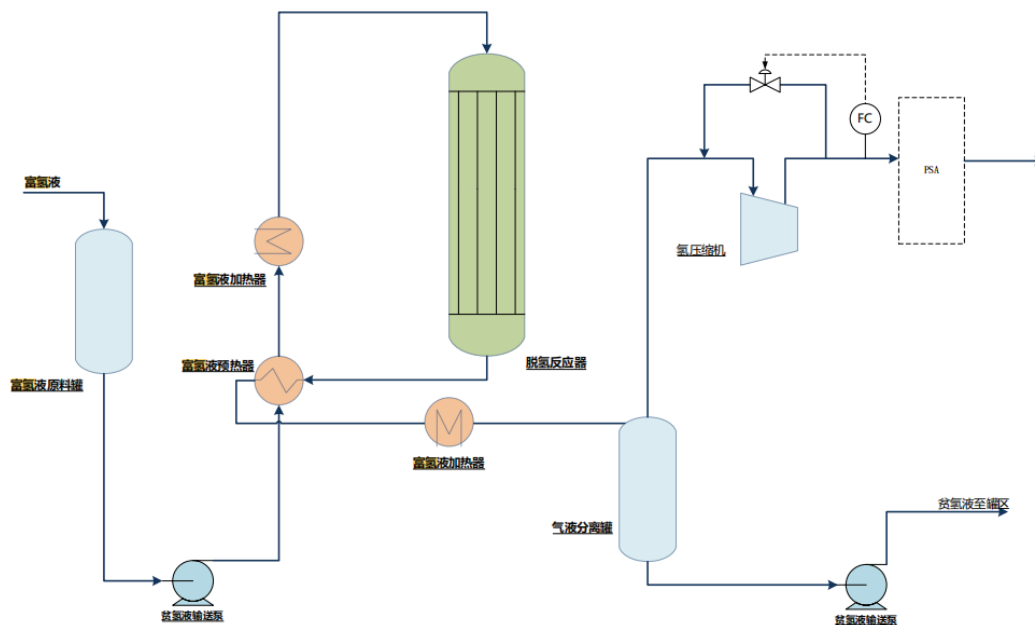 FC
PSA
富氢液
氢压缩机
富氢液加热器
富氢液预热器
脱氢反应器
富氢液原料罐
富氢液加热器
贫氢液至罐区
气液分离罐
贫氢液输送泵
贫氢液输送泵